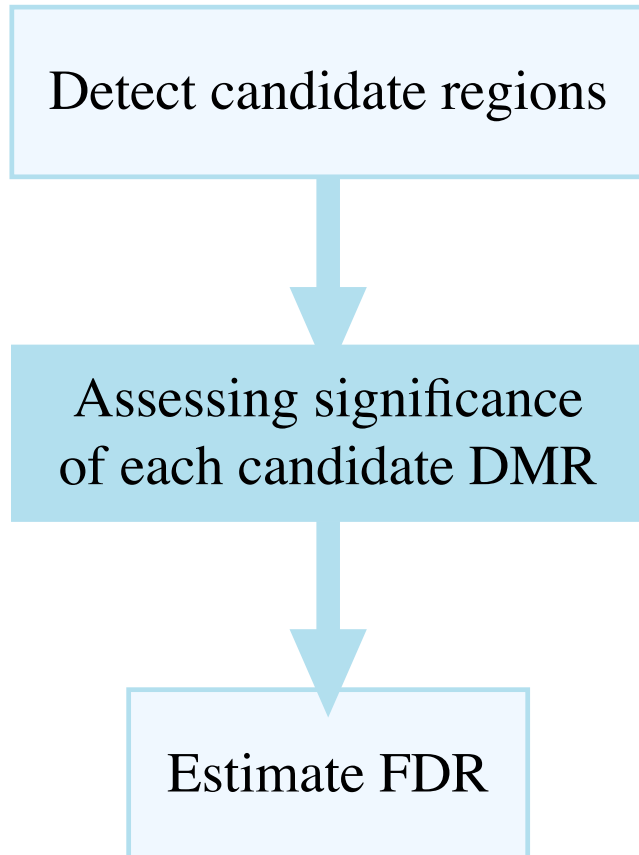 Detect candidate regions
Assessing significance
of each candidate DMR
Estimate FDR